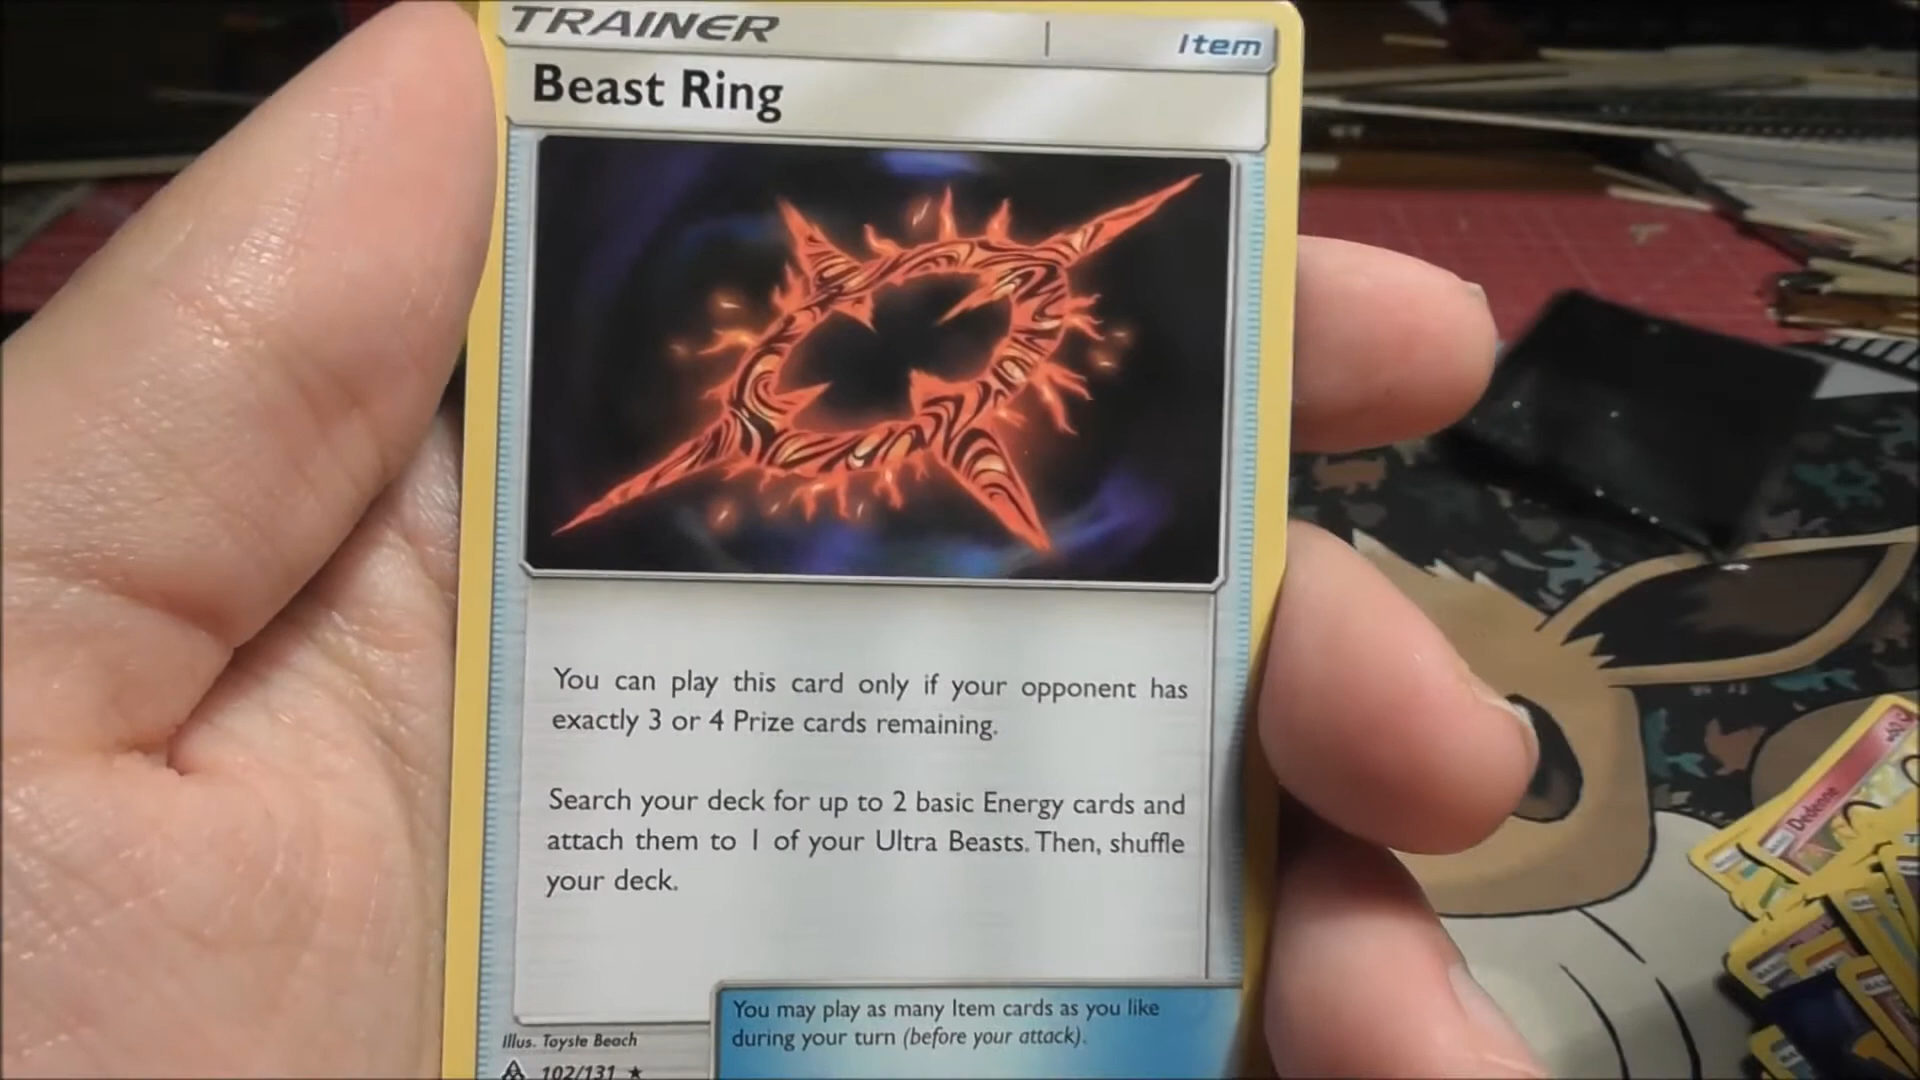 TRAINER
Item
Beast Ring
You can play this card only if your opponent has
exactly 3 or 4 Prize cards remaining.
Search your deck for up to 2 basic Energy cards and
attach them to 1 of your Ultra Beasts. Then, shuffle
your deck.
You may play as many Item cards as you like
during your turn (before your attack).
Illus. Toyste Beach
102/131 ★
Dedenne